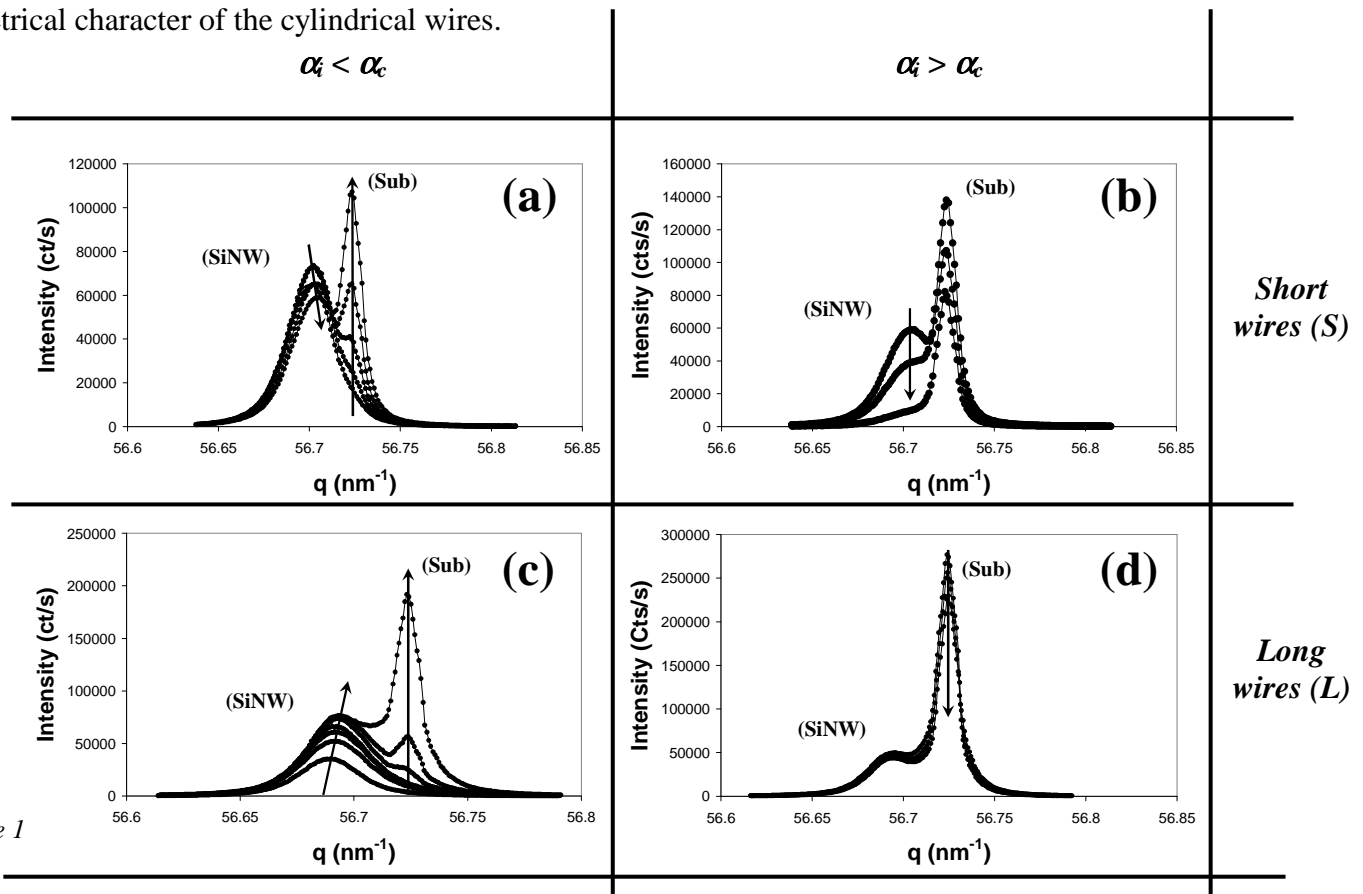 etrical character of the cylindrical wires.
αi < αc
αi > αc
Intensity (ct/s)
120000
100000
80000
60000
40000
20000
0
(SiNW)
(Sub)
(a)
56.6
56.65
56.7
56.75
56.8
56.85
q (nm-1)
Intensity (cts/s)
160000
140000
120000
100000
80000
60000
40000
20000
0
(SiNW)
(Sub)
(b)
56.6
56.65
56.7
56.75
56.8
56.85
q (nm-1)
Short
wires (S)
Intensity (ct/s)
250000
200000
150000
100000
50000
0
(SiNW)
(Sub)
(c)
56.6
56.65
56.7
56.75
56.8
q (nm-1)
Intensity (Cts/s)
300000
250000
200000
150000
100000
50000
0
(SiNW)
(Sub)
(d)
56.6
56.65
56.7
56.75
56.8
56.85
q (nm-1)
Long
wires (L)
e 1